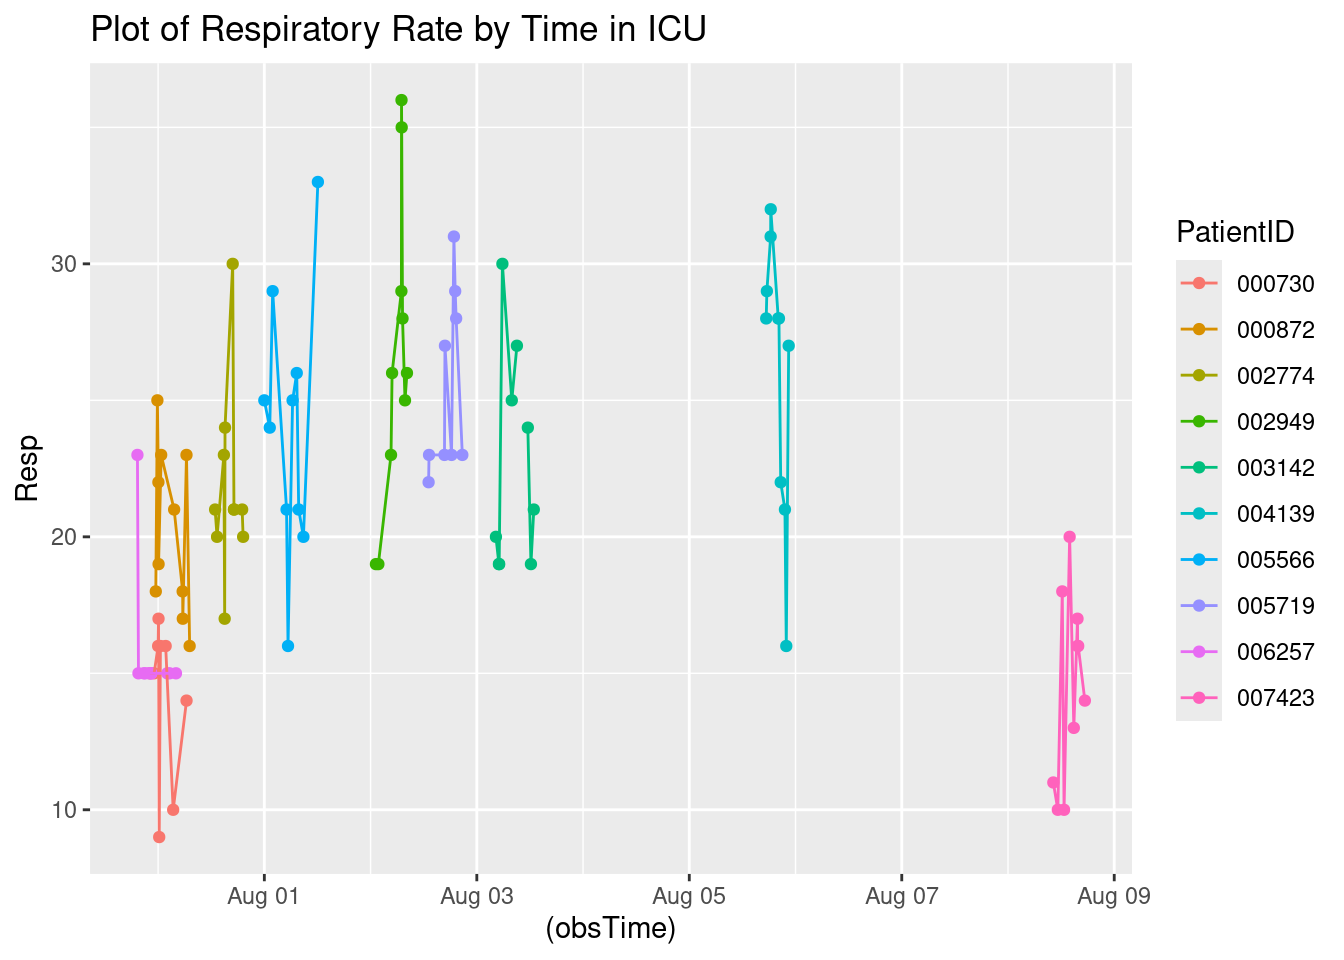 Plot of Respiratory Rate by Time in ICU
Resp
30
20
10
Aug 01
Aug 03
Aug 05
Aug 07
Aug 09
(obsTime)
PatientID
000730
000872
002774
002949
003142
004139
005566
005719
006257
007423